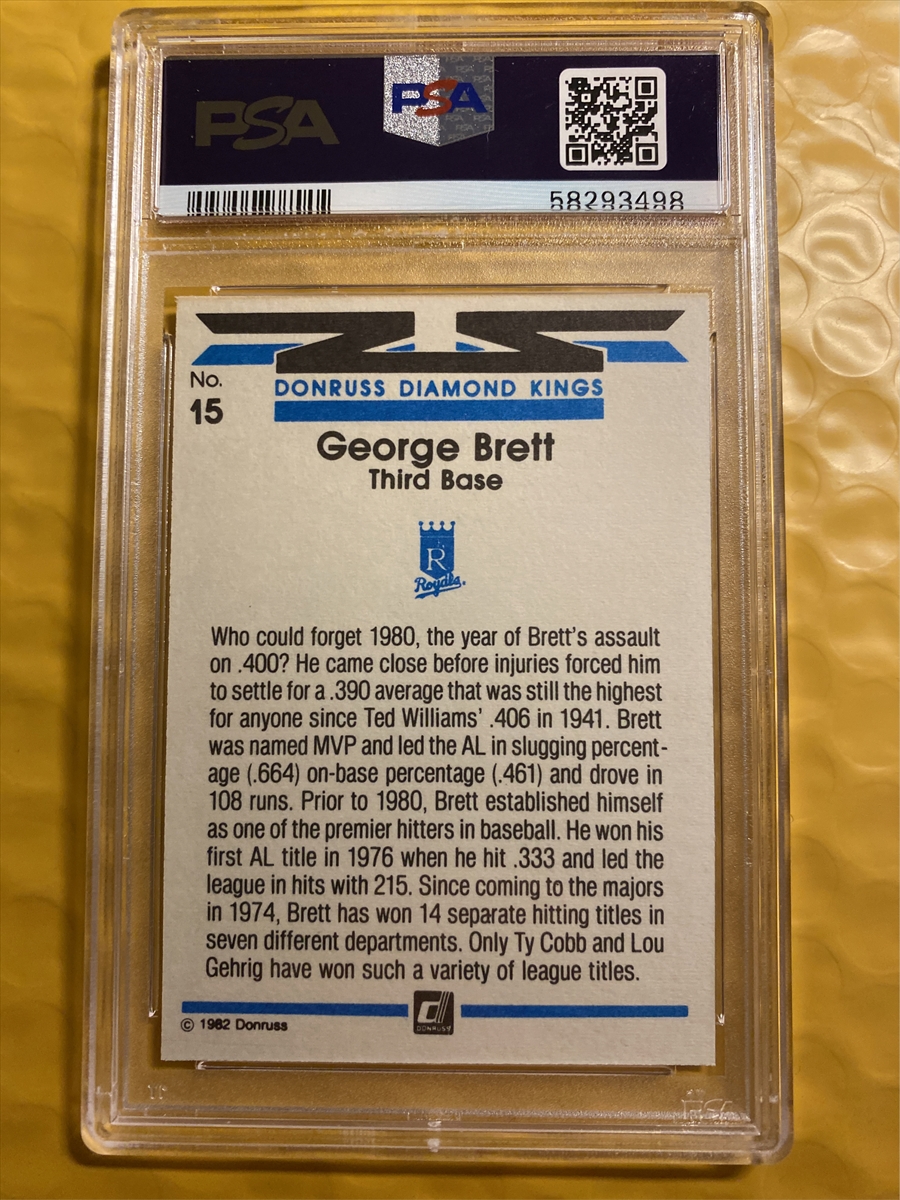 PSA
PSA
58293498
No.
15
DONRUSS DIAMOND KINGS
George Brett
Third Base
R
Royals.
Who could forget 1980, the year of Brett's assault
on .400? He came close before injuries forced him
to settle for a .390 average that was still the highest
for anyone since Ted Williams' .406 in 1941. Brett
was named MVP and led the AL in slugging percent-
age (.664) on-base percentage (.461) and drove in
108 runs. Prior to 1980, Brett established himself
as one of the premier hitters in baseball. He won his
first AL title in 1976 when he hit .333 and led the
league in hits with 215. Since coming to the majors
in 1974, Brett has won 14 separate hitting titles in
seven different departments. Only Ty Cobb and Lou
Gehrig have won such a variety of league titles.
© 1982 Donruss
d
DONRUSS
PSA